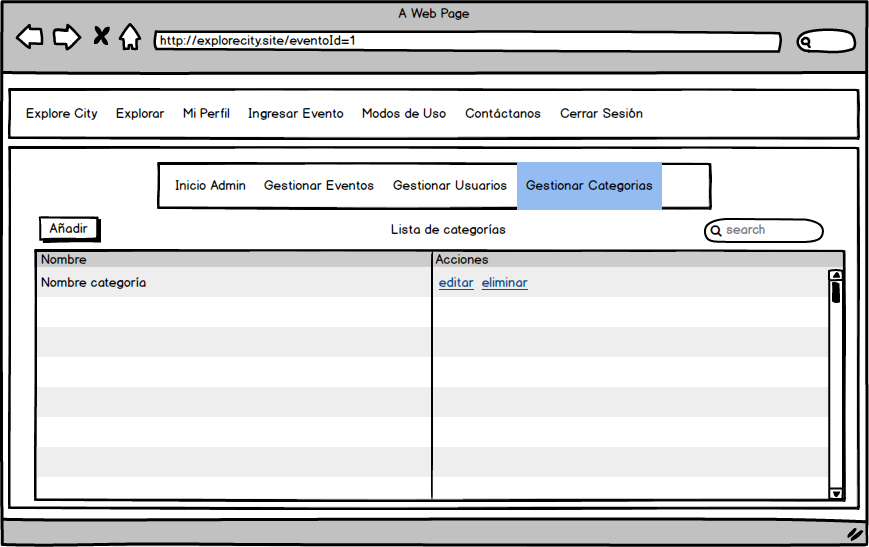 A Web Page
http://explorecity.site/eventoId=1
Explore City Explorar Mi Perfil Ingresar Evento Modos de Uso Contáctanos Cerrar Sesión
Inicio Admin Gestionar Eventos Gestionar Usuarios Gestionar Categorias
Añadir Lista de categorías search
Nombre Acciones
Nombre categoría editar eliminar